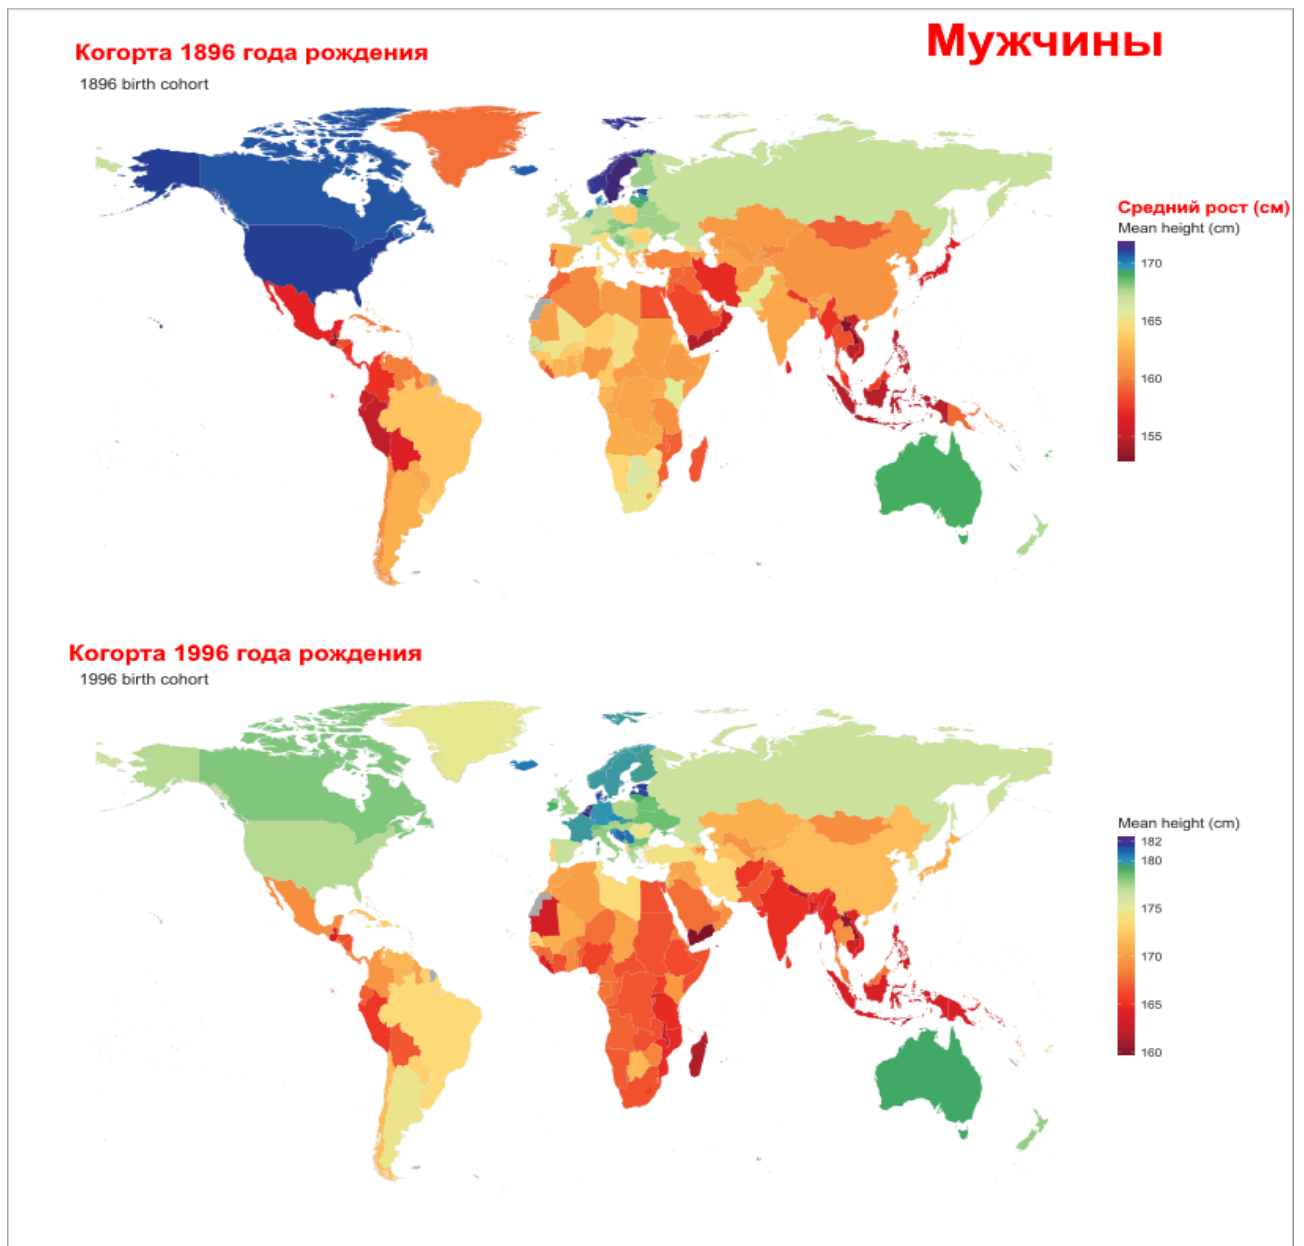 Мужчины
Когорта 1896 года рождения
1896 birth cohort
Средний рост (см)
Mean height (cm)
170
165
160
155
Когорта 1996 года рождения
1996 birth cohort
Mean height (cm)
182
180
175
170
165
160